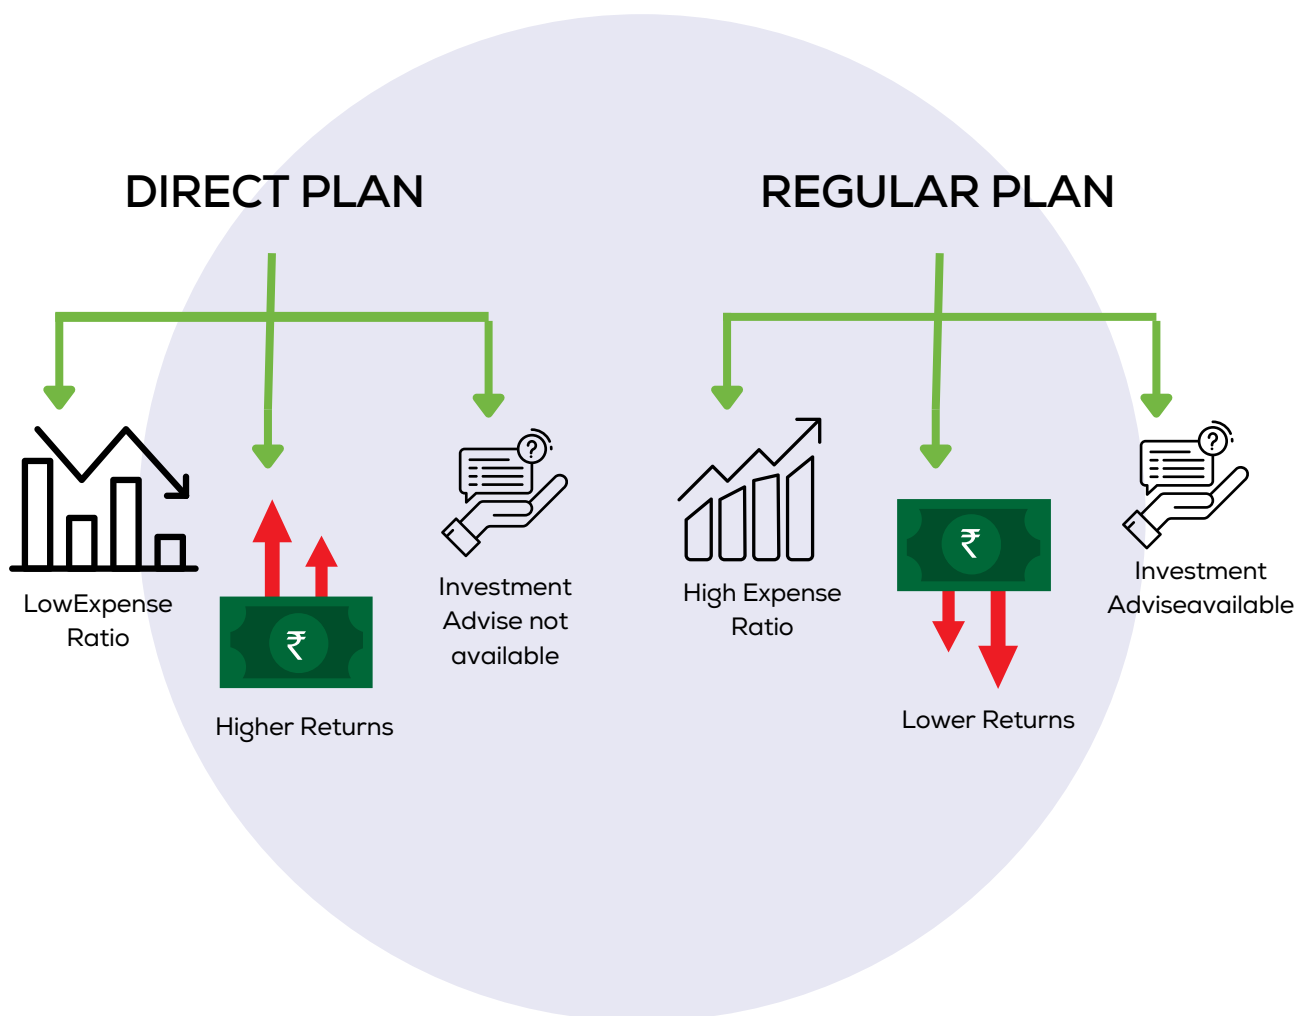 DIRECT PLAN
REGULAR PLAN
LowExpense
Ratio
₹
Higher Returns
?
Investment
Advise not
available
High Expense
Ratio
₹
Lower Returns
?
Investment
Adviseavailable